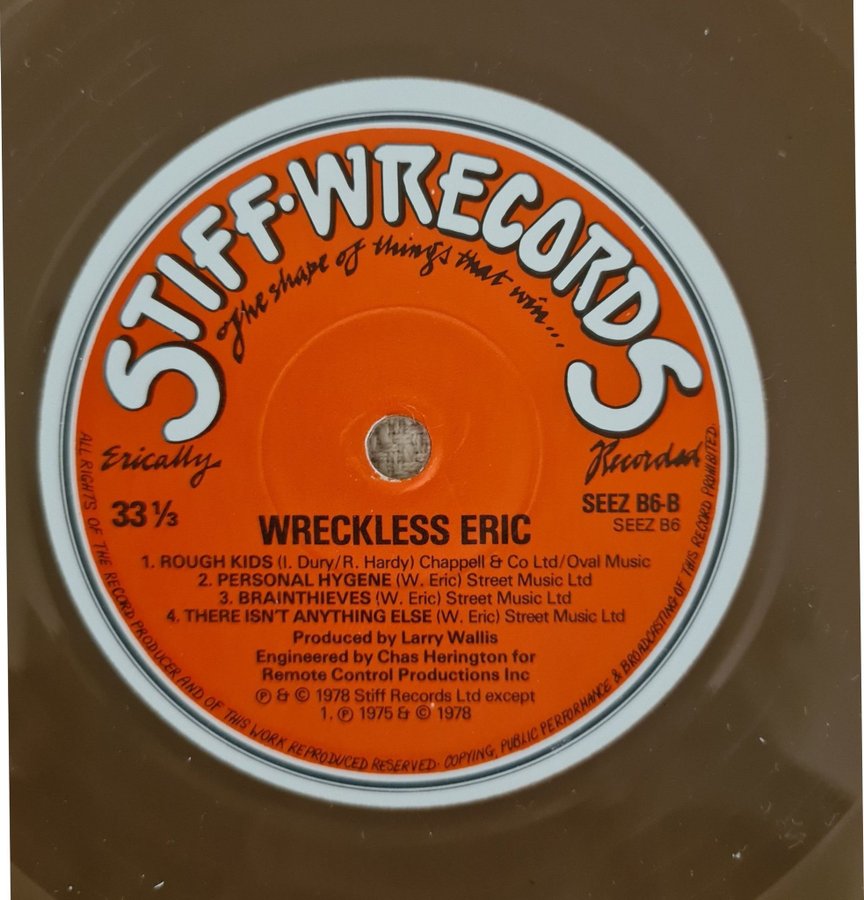 STIFF·WRECORDS
The shape of things that win...
Erically Recorded
33 ⅓
SEEZ B6-B
SEEZ B6
WRECKLESS ERIC
1. ROUGH KIDS (I. Dury/R. Hardy) Chappell & Co Ltd/Oval Music
2. PERSONAL HYGENE (W. Eric) Street Music Ltd
3. BRAINTHIEVES (W. Eric) Street Music Ltd
4. THERE ISN'T ANYTHING ELSE (W. Eric) Street Music Ltd
Produced by Larry Wallis
Engineered by Chas Herington for
Remote Control Productions Inc
℗ & © 1978 Stiff Records Ltd except
1. ℗ 1975 & © 1978
ALL RIGHTS OF THE RECORD PRODUCER AND OF THIS WORK REPRODUCED RESERVED· COPYING, PUBLIC PERFORMANCE & BROADCASTING OF THIS RECORD PROHIBITED.